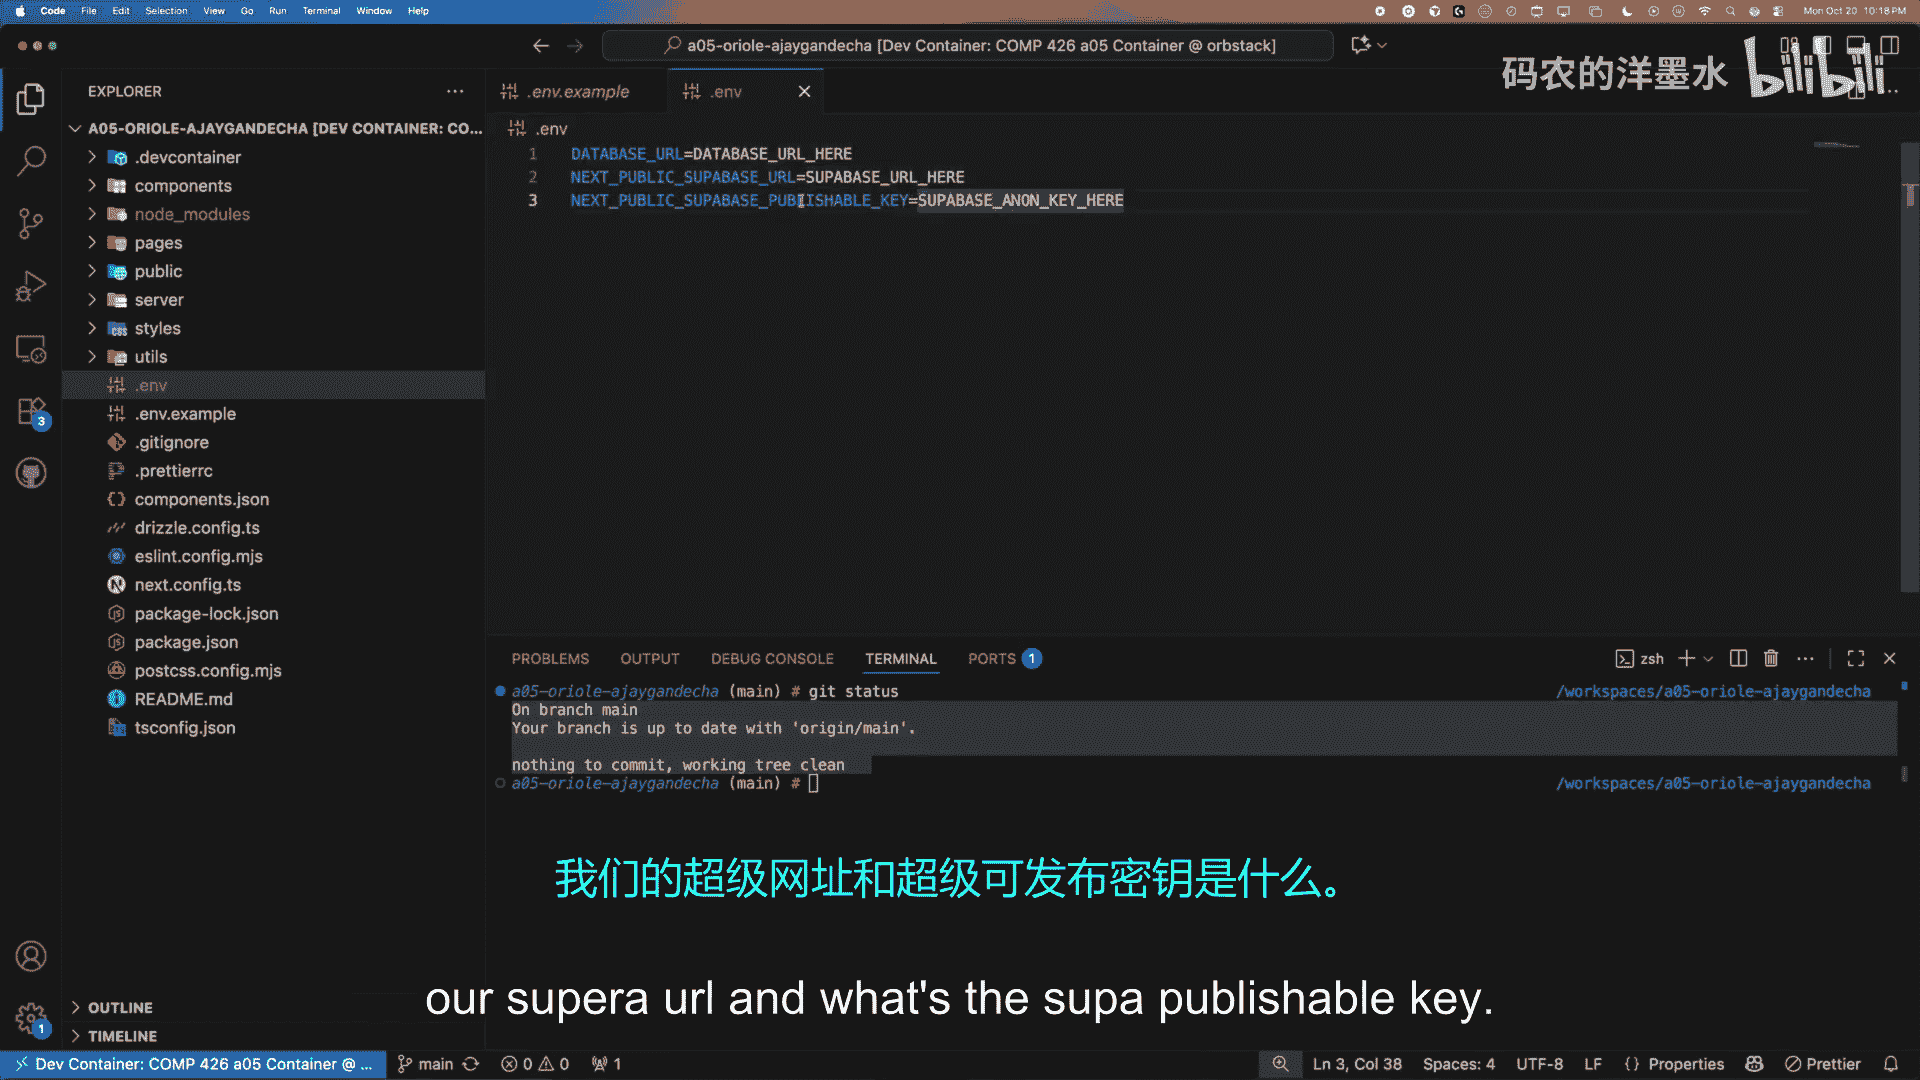 Code File Edit Selection View Go Run Terminal Window Help
Mon Oct 20 10:18 PM
a05-oriole-ajaygandecha [Dev Container: COMP 426 a05 Container @ orbstack]
码农的洋墨水 bilibili
EXPLORER
.env.example
.env
A05-ORIOLE-AJAYGANDECHA [DEV CONTAINER: CO...
.devcontainer
components
node_modules
pages
public
server
styles
utils
.env
.env.example
.gitignore
.prettierrc
components.json
drizzle.config.ts
eslint.config.mjs
next.config.ts
package-lock.json
package.json
postcss.config.mjs
README.md
tsconfig.json
OUTLINE
TIMELINE
3
1
.env
1 DATABASE_URL=DATABASE_URL_HERE
2 NEXT_PUBLIC_SUPABASE_URL=SUPABASE_URL_HERE
3 NEXT_PUBLIC_SUPABASE_PUBLISHABLE_KEY=SUPABASE_ANON_KEY_HERE
PROBLEMS OUTPUT DEBUG CONSOLE TERMINAL PORTS 1
zsh
a05-oriole-ajaygandecha (main) # git status /workspaces/a05-oriole-ajaygandecha
On branch main
Your branch is up to date with 'origin/main'.
nothing to commit, working tree clean
a05-oriole-ajaygandecha (main) # /workspaces/a05-oriole-ajaygandecha
我们的超级网址和超级可发布密钥是什么。
our supera url and what's the supa publishable key.
Dev Container: COMP 426 a05 Container @ ... main 0 0 1
Ln 3, Col 38 Spaces: 4 UTF-8 LF {} Properties Prettier